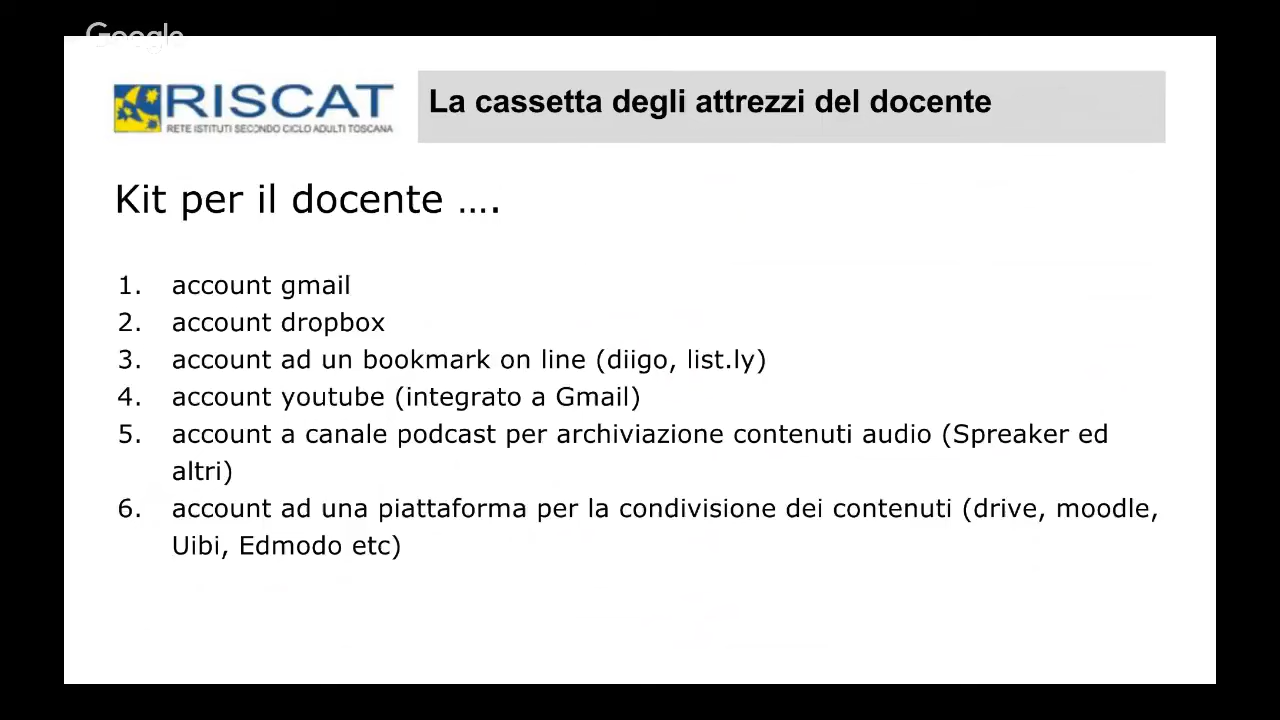 Google
RISCAT
RETE ISTITUTI SECONDO CICLO ADULTI TOSCANA
La cassetta degli attrezzi del docente
Kit per il docente ....
1. account gmail
2. account dropbox
3. account ad un bookmark on line (diigo, list.ly)
4. account youtube (integrato a Gmail)
5. account a canale podcast per archiviazione contenuti audio (Spreaker ed
altri)
6. account ad una piattaforma per la condivisione dei contenuti (drive, moodle,
Uibi, Edmodo etc)